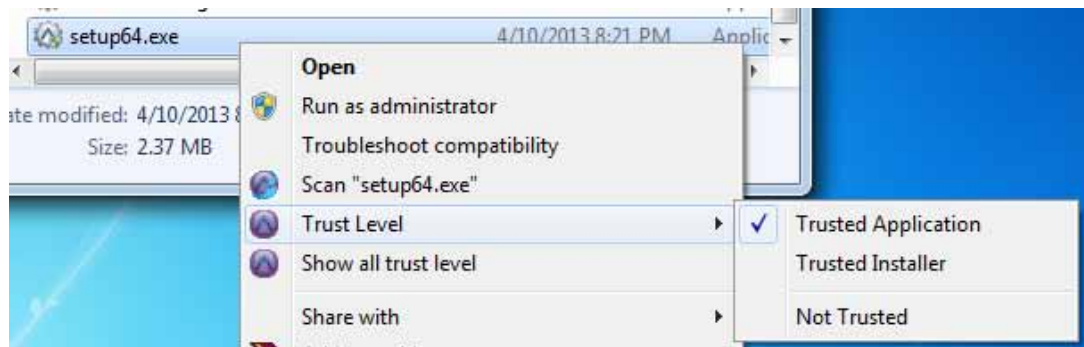 setup64.exe 4/10/2013 8:21 PM Applic
ate modified: 4/10/2013 8
Size: 2.37 MB
Open
Run as administrator
Troubleshoot compatibility
Scan "setup64.exe"
Trust Level
Show all trust level
Share with
Trusted Application
Trusted Installer
Not Trusted